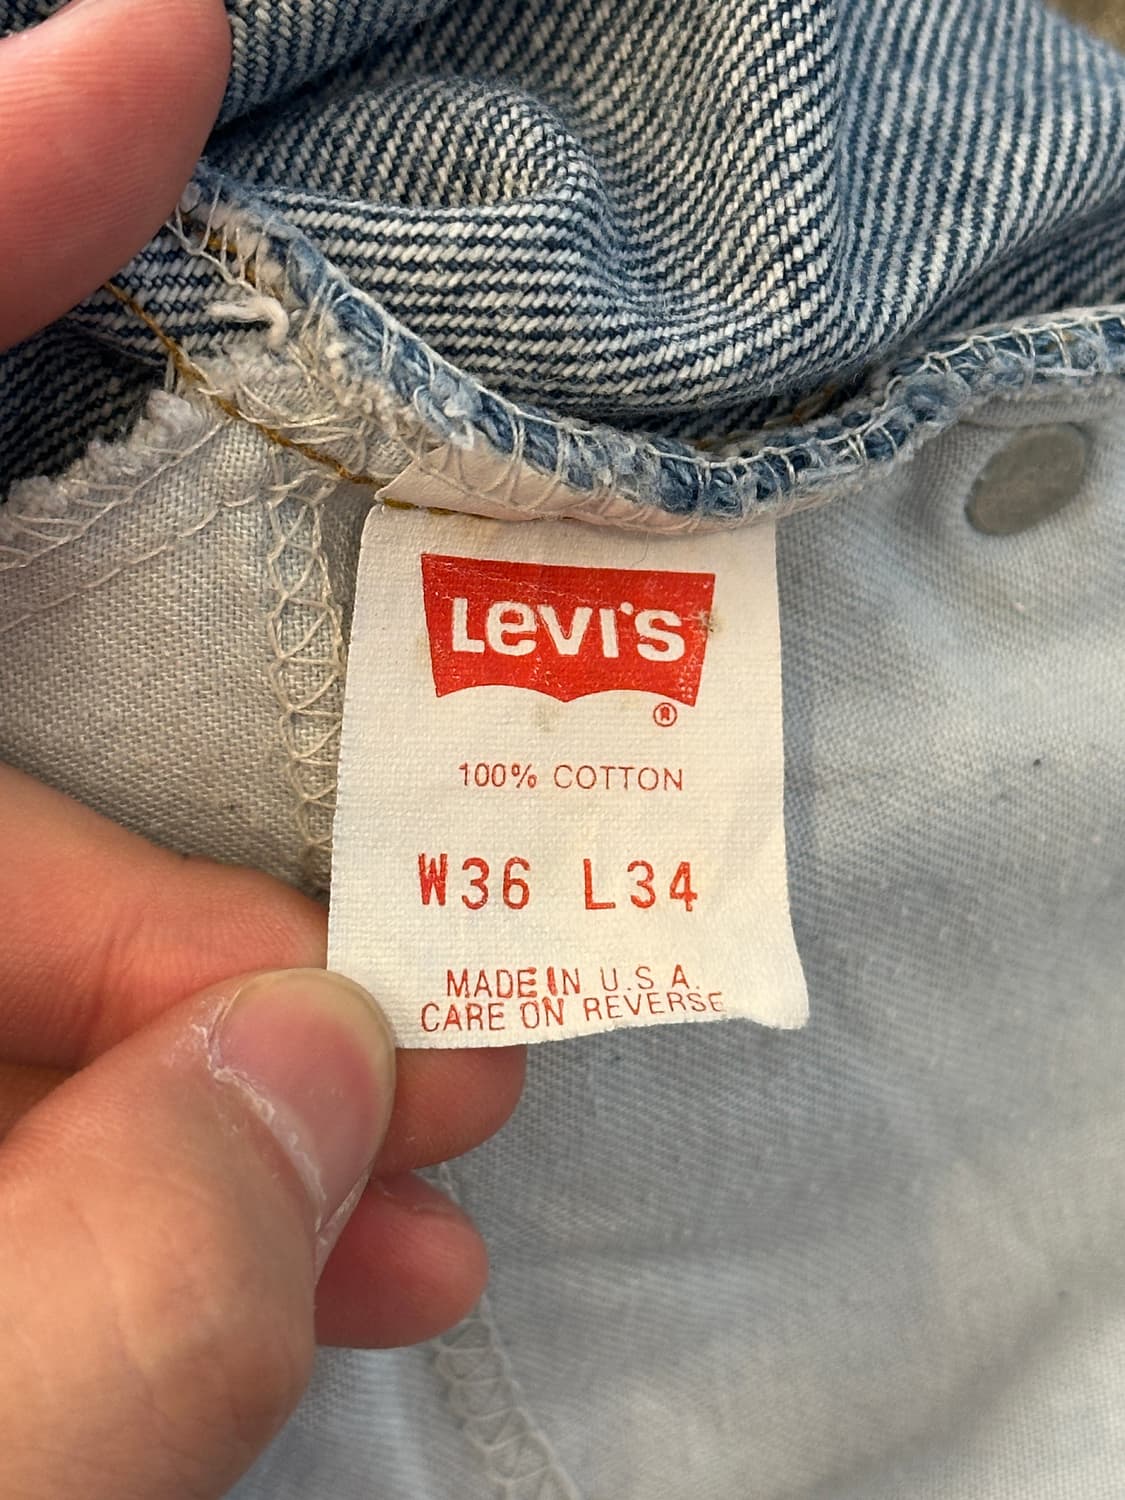 Levi's
®
100% COTTON
W36 L34
MADE IN U.S.A.
CARE ON REVERSE